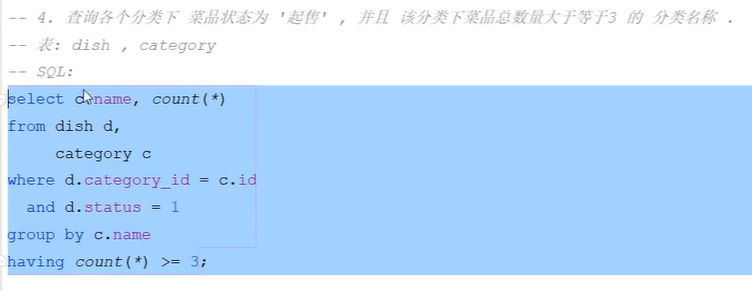 -- 4. 查询各个分类下 菜品状态为 '起售' , 并且 该分类下菜品总数量大于等于3 的 分类名称 .
-- 表: dish , category
-- SQL:
select c.name, count(*)
from dish d,
category c
where d.category_id = c.id
and d.status = 1
group by c.name
having count(*) >= 3;